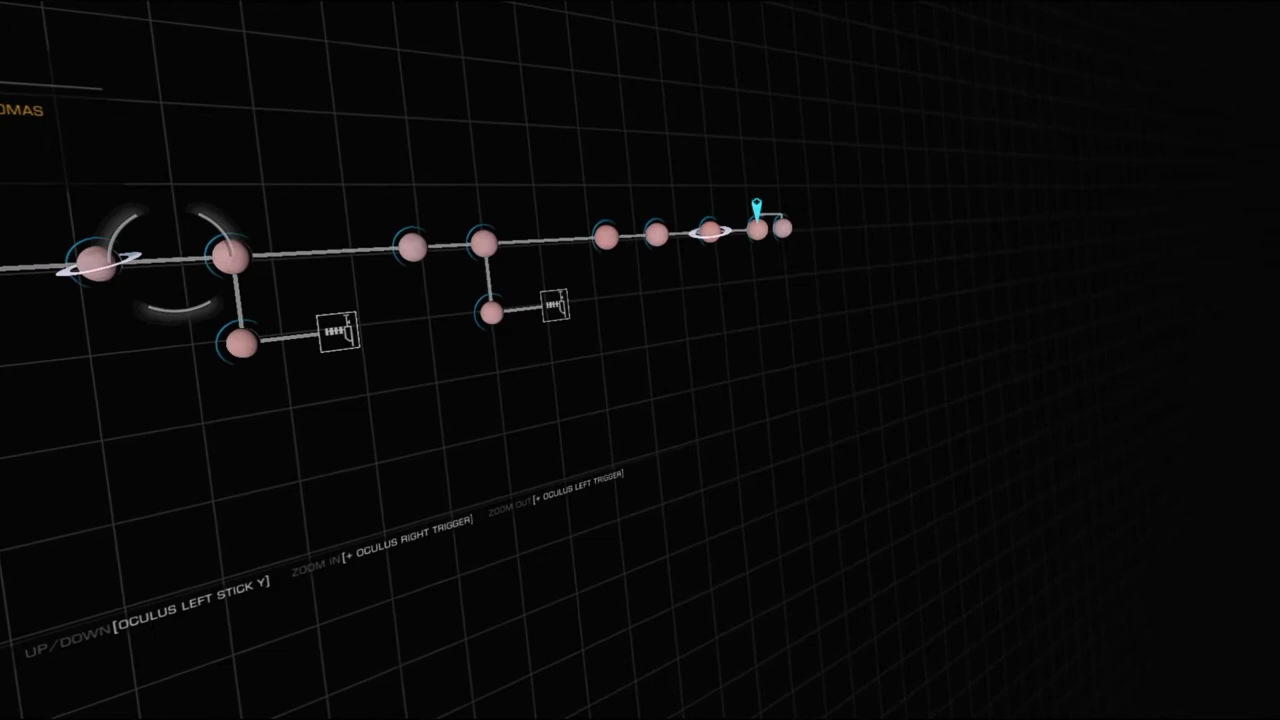 OMAS
UP/DOWN [OCULUS LEFT STICK Y] ZOOM IN [+ OCULUS RIGHT TRIGGER] ZOOM OUT [+ OCULUS LEFT TRIGGER]